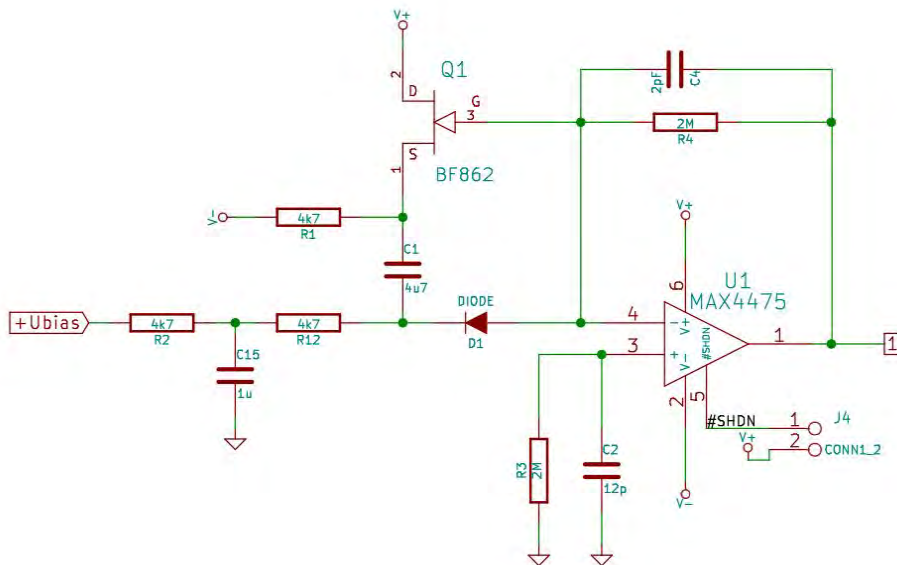 V+
2
Q1
D
G
3
S
BF862
1
2pF
C4
2M
R4
V-
4k7
R1
C1
4u7
V+
6
U1
MAX4475
+Ubias
4k7
R2
4k7
R12
DIODE
D1
4
-
V+
#SHDN
1
1
3
+
V-
C15
1u
2
5
#SHDN
1
J4
V+
2
CONN1_2
R3
2M
C2
12p
V-